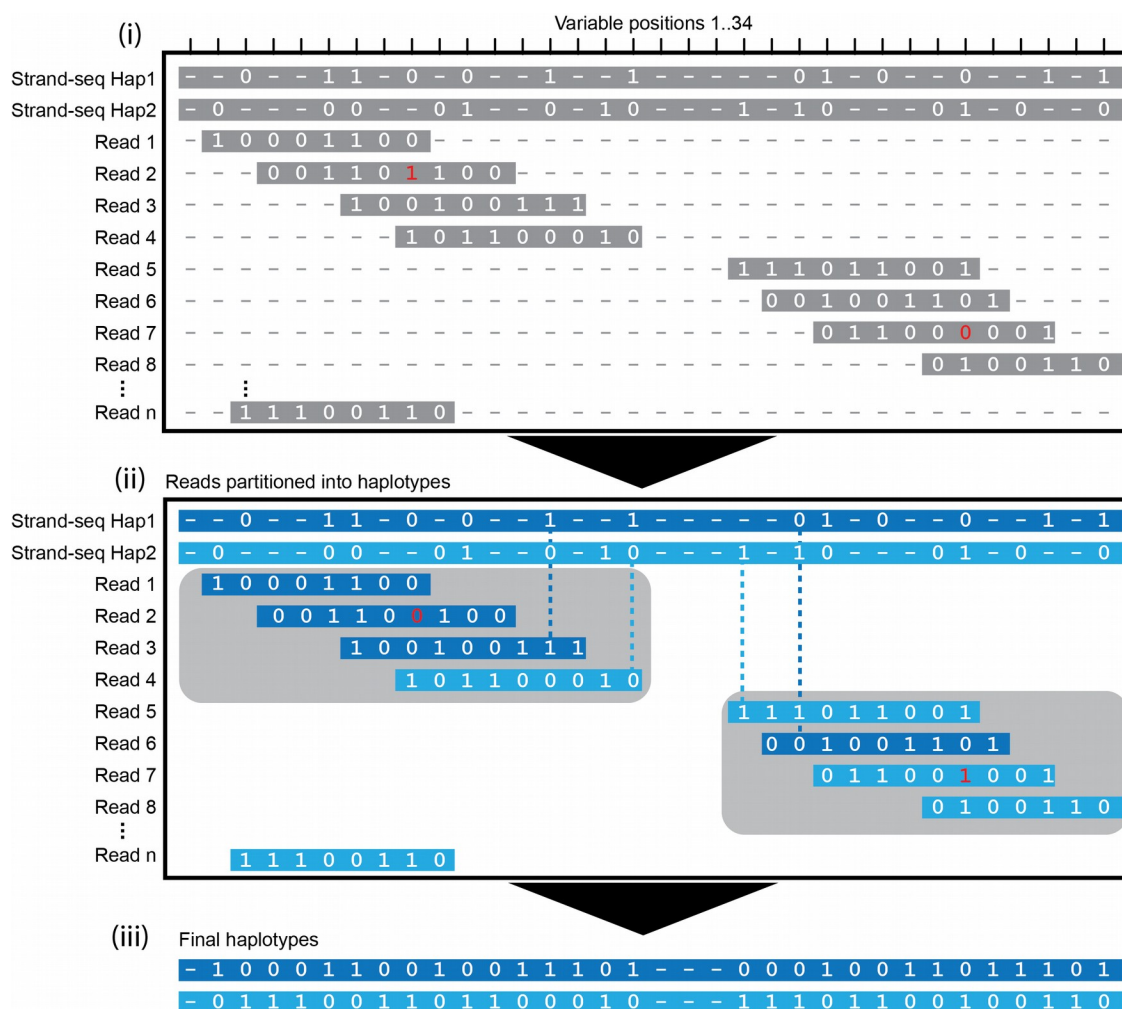 (i)
Variable positions 1..34
Strand-seq Hap1 – – 0 – – 1 1 – 0 – 0 – – 1 – – 1 – – – – – 0 1 – 0 – – 0 – – 1 – 1
Strand-seq Hap2 – 0 – – – 0 0 – – 0 1 – – 0 – 1 0 – – – 1 – 1 0 – – – 0 1 – 0 – – 0
Read 1 – 1 0 0 0 1 1 0 0 – – – – – – – – – – – – – – – – – – – – – – – – –
Read 2 – – – 0 0 1 1 0 1 1 0 0 – – – – – – – – – – – – – – – – – – – – – –
Read 3 – – – – – – 1 0 0 1 0 0 1 1 1 – – – – – – – – – – – – – – – – – – –
Read 4 – – – – – – – – 1 0 1 1 0 0 0 1 0 – – – – – – – – – – – – – – – – –
Read 5 – – – – – – – – – – – – – – – – – – – – 1 1 1 0 1 1 0 0 1 – – – – –
Read 6 – – – – – – – – – – – – – – – – – – – – – 0 0 1 0 0 1 1 0 1 – – – –
Read 7 – – – – – – – – – – – – – – – – – – – – – – – 0 1 1 0 0 0 0 0 1 – –
Read 8 – – – – – – – – – – – – – – – – – – – – – – – – – – – 0 1 0 0 1 1 0
Read n – – 1 1 1 0 0 1 1 0 – – – – – – – – – – – – – – – – – – – – – – – –
(ii) Reads partitioned into haplotypes
Strand-seq Hap1 – – 0 – – 1 1 – 0 – 0 – – 1 – – 1 – – – – – 0 1 – 0 – – 0 – – 1 – 1
Strand-seq Hap2 – 0 – – – 0 0 – – 0 1 – – 0 – 1 0 – – – 1 – 1 0 – – – 0 1 – 0 – – 0
Read 1 1 0 0 0 1 1 0 0
Read 2 0 0 1 1 0 0 1 0 0
Read 3 1 0 0 1 0 0 1 1 1
Read 4 1 0 1 1 0 0 0 1 0
Read 5 1 1 1 0 1 1 0 0 1
Read 6 0 0 1 0 0 1 1 0 1
Read 7 0 1 1 0 0 1 0 0 1
Read 8 0 1 0 0 1 1 0
Read n 1 1 1 0 0 1 1 0
(iii) Final haplotypes
– 1 0 0 0 1 1 0 0 1 0 0 1 1 1 0 1 – – – 0 0 0 1 0 0 1 1 0 1 1 1 0 1
– 0 1 1 1 0 0 1 1 0 1 1 0 0 0 1 0 – – – 1 1 1 0 1 1 0 0 1 0 0 1 1 0